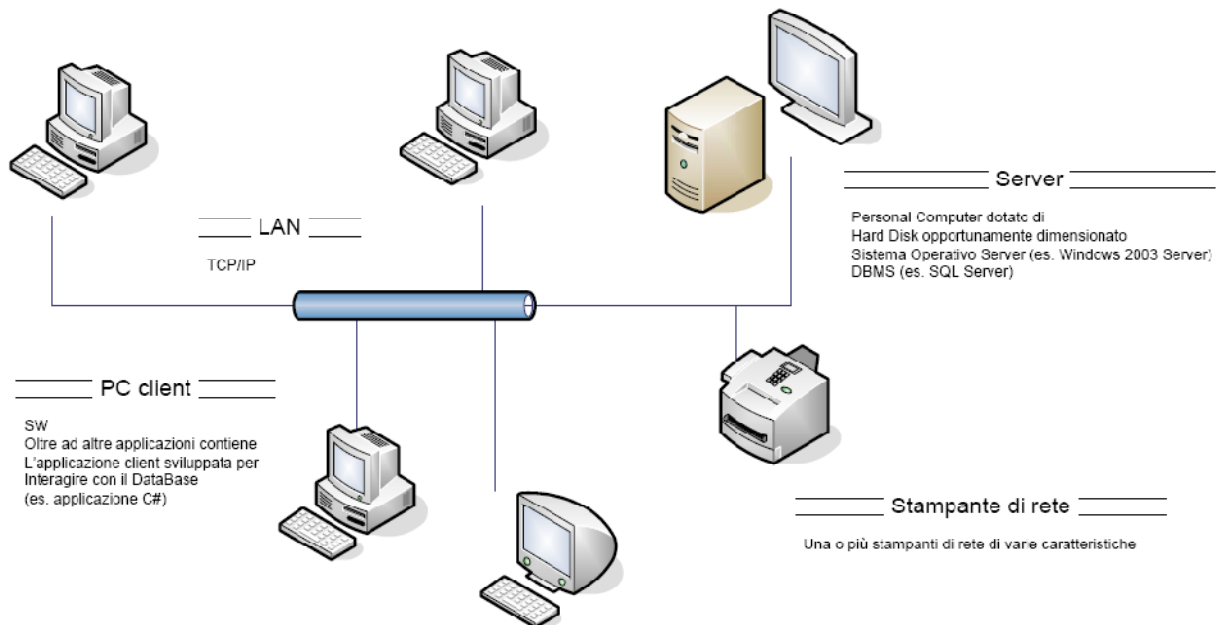 Server
Personal Computer dotato di
Hard Disk opportunamente dimensionato
Sistema Operativo Server (es. Windows 2003 Server)
DBMS (es. SQL Server)
LAN
TCP/IP
PC client
SW
Oltre ad altre applicazioni contiene
L'applicazione client sviluppata per
Interagire con il DataBase
(es. applicazione C#)
Stampante di rete
Una o più stampanti di rete di varie caratteristiche